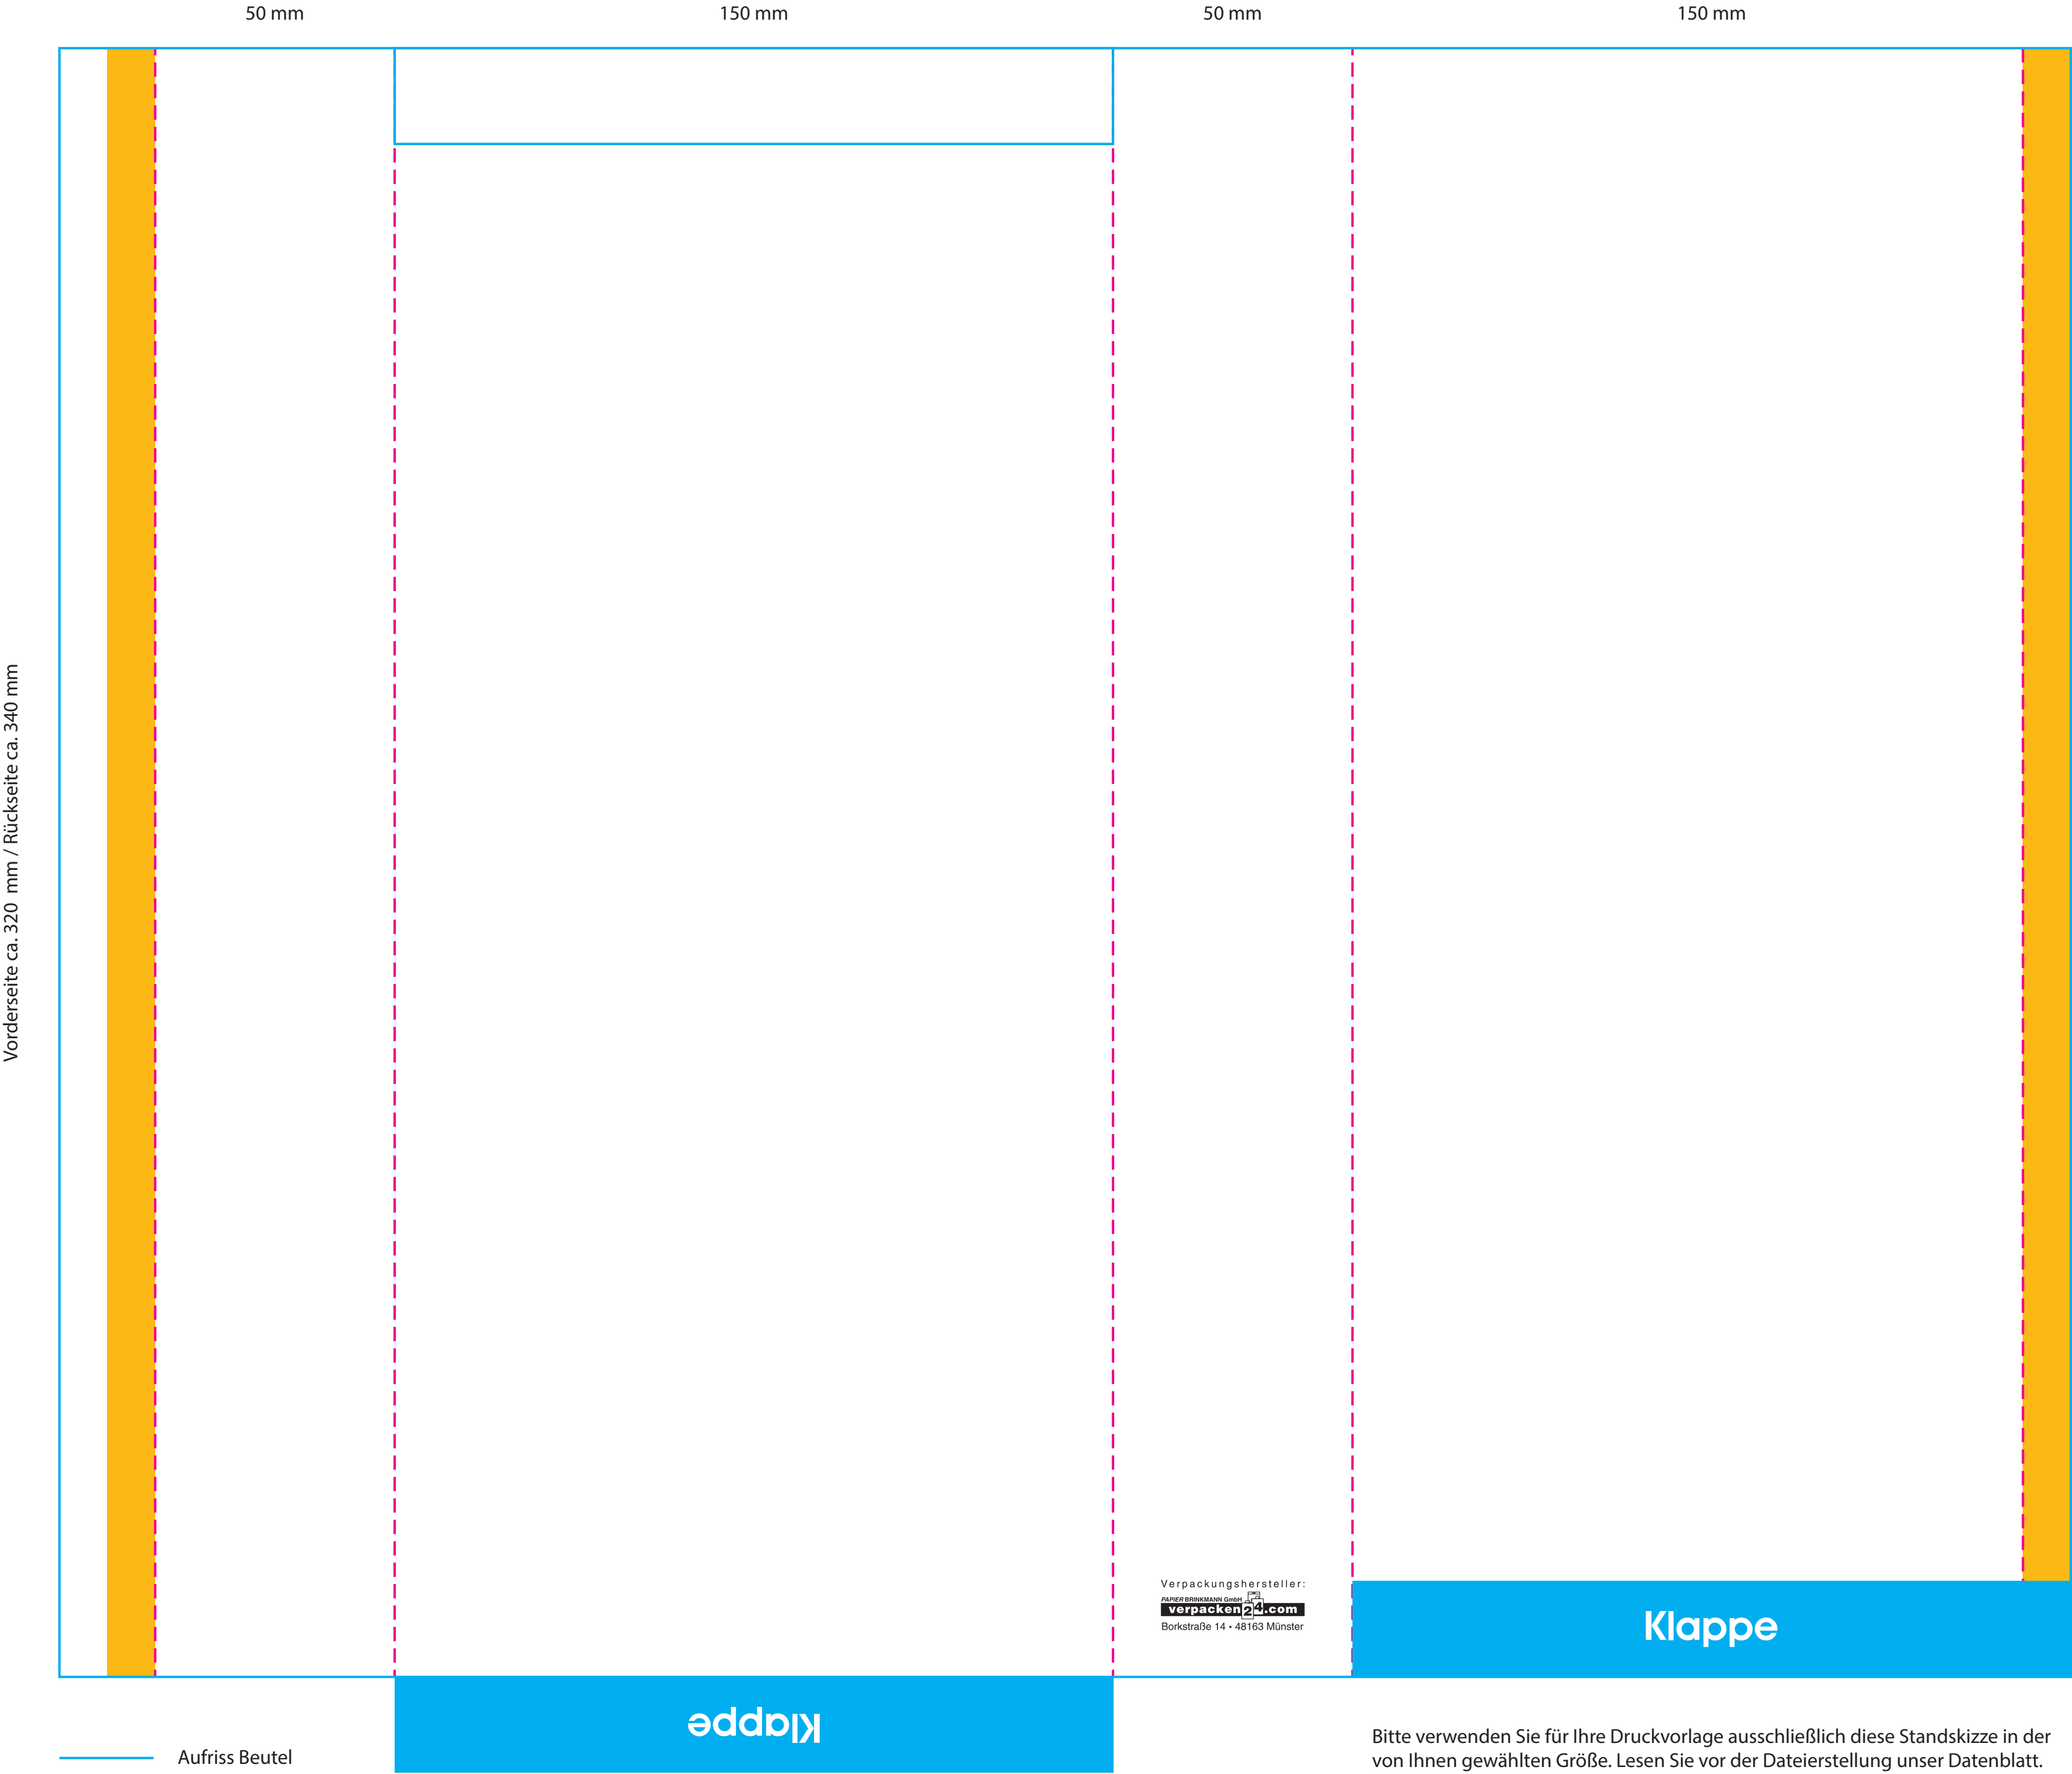 50 mm
150 mm
50 mm
150 mm
Vorderseite ca. 320 mm / Rückseite ca. 340 mm
Verpackungshersteller:
PAPIER BRINKMANN GmbH
verpacken24.com
Borkstraße 14 • 48163 Münster
Klappe
Klappe
Aufriss Beutel
Bitte verwenden Sie für Ihre Druckvorlage ausschließlich diese Standskizze in der
von Ihnen gewählten Größe. Lesen Sie vor der Dateierstellung unser Datenblatt.